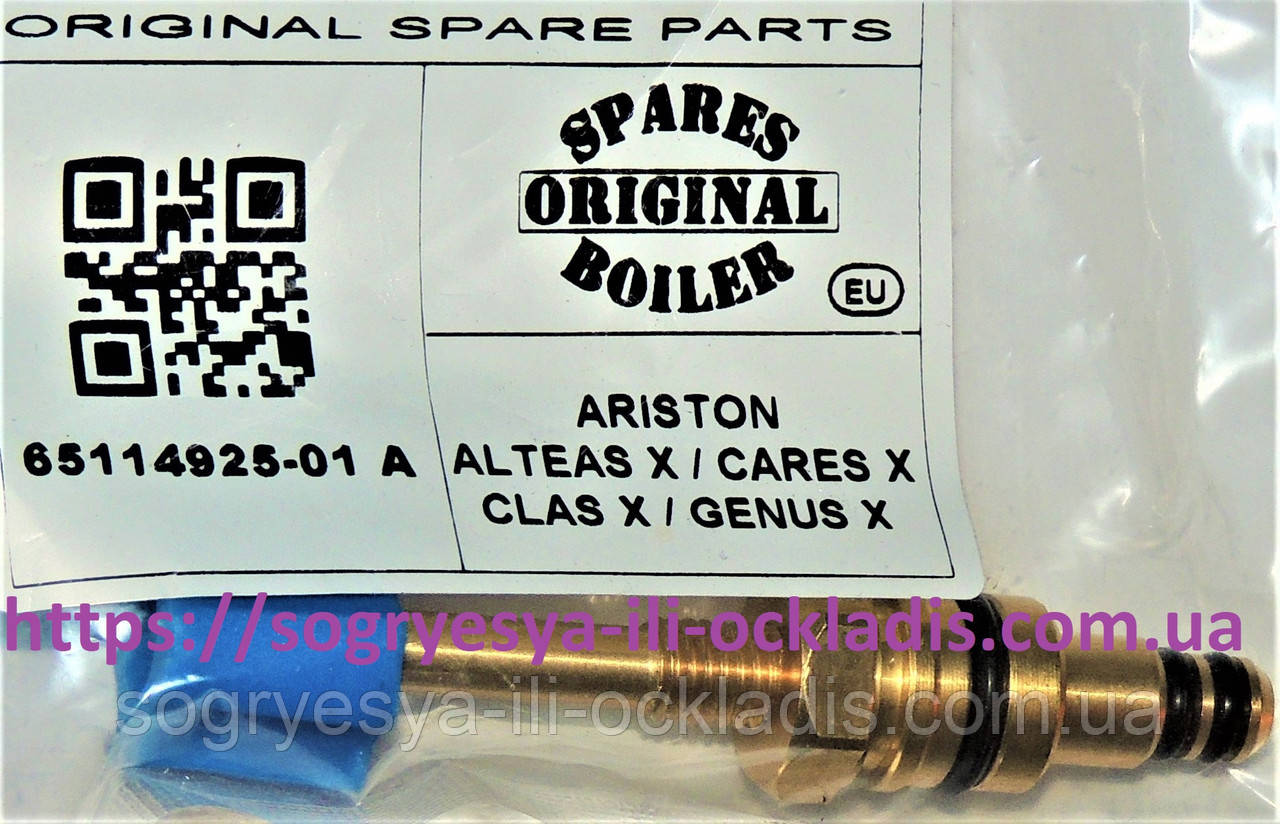 ORIGINAL SPARE PARTS
SPARES
ORIGINAL
BOILER
EU
65114925-01 A
ARISTON
ALTEAS X / CARES X
CLAS X / GENUS X
https://sogryesya-ili-ockladis.com.ua
sogryesya-ili-ockladis.com.ua